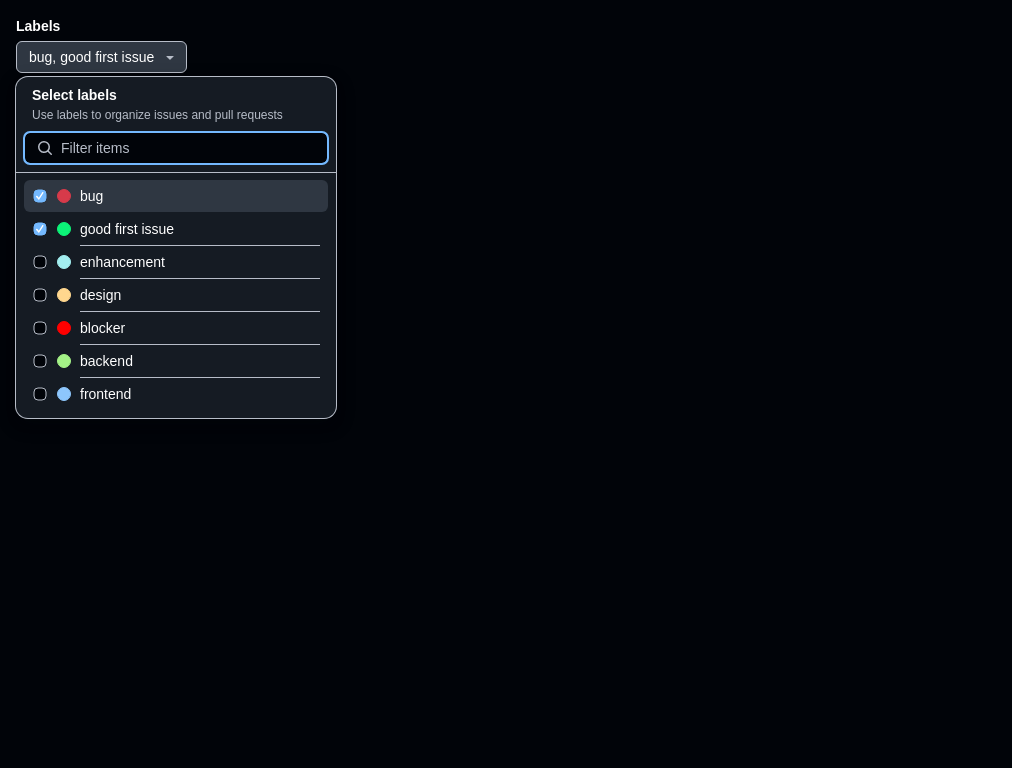 Labels
bug, good first issue
Select labels
Use labels to organize issues and pull requests
Filter items
bug
good first issue
enhancement
design
blocker
backend
frontend